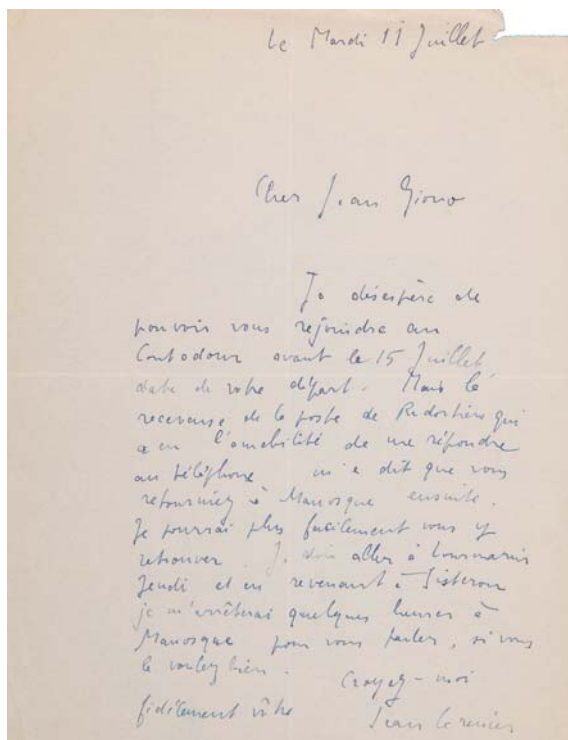 Le Mardi 11 Juillet
Cher Jean Giono
Je désespère de
pouvoir vous rejoindre au
Contadour avant le 15 Juillet,
date de votre départ. Mais la
receveuse de la poste de Redortiers qui
a eu l'amabilité de me répondre
au téléphone m'a dit que vous
retourniez à Manosque ensuite.
Je pourrai plus facilement vous y
retrouver. Je dois aller à Lourmarin
Jeudi et en revenant à Sisteron
je m'arrêterai quelques heures à
Manosque pour vous parler, si vous
le voulez bien.
Croyez-moi
fidèlement vôtre
Jean Grenier